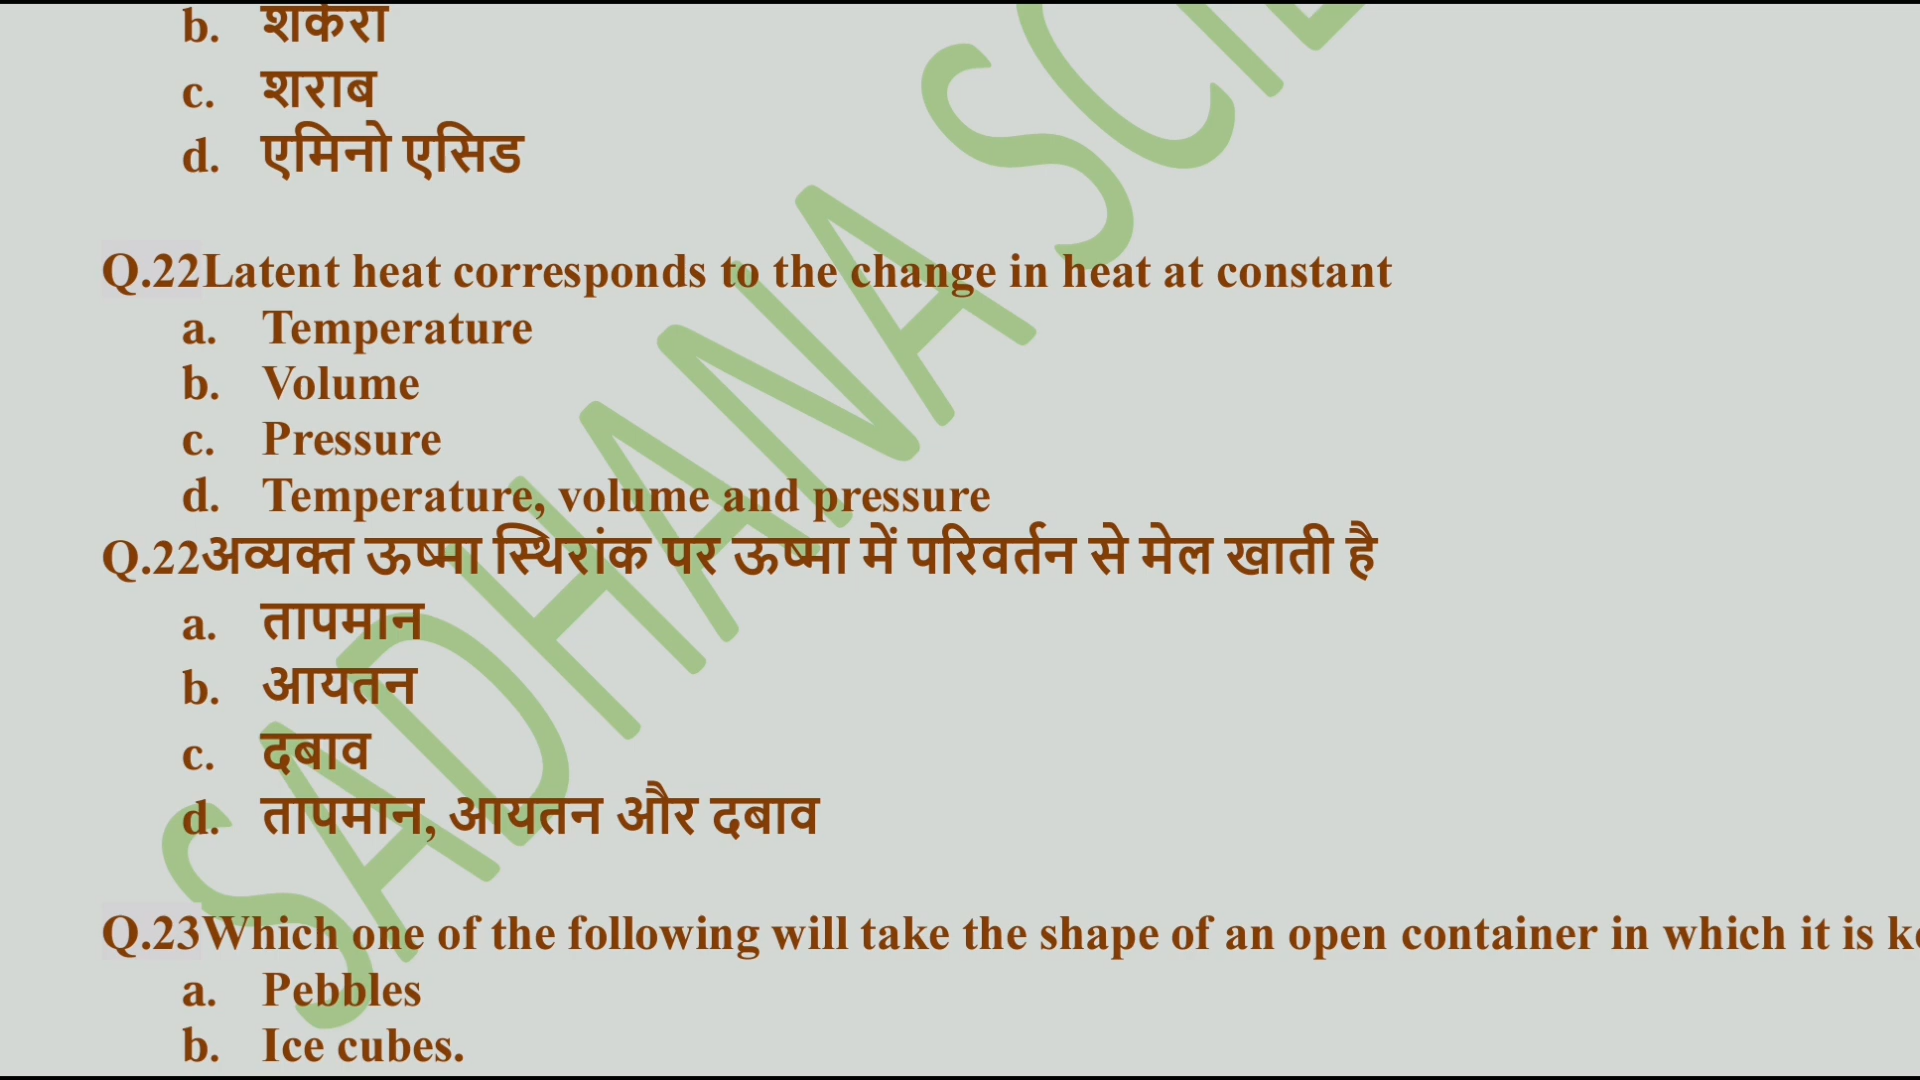 b. शर्करा
c. शराब
d. एमिनो एसिड
Q.22Latent heat corresponds to the change in heat at constant
a. Temperature
b. Volume
c. Pressure
d. Temperature, volume and pressure
Q.22अव्यक्त ऊष्मा स्थिरांक पर ऊष्मा में परिवर्तन से मेल खाती है
a. तापमान
b. आयतन
c. दबाव
d. तापमान, आयतन और दबाव
Q.23Which one of the following will take the shape of an open container in which it is
a. Pebbles
b. Ice cubes.
SADHANA